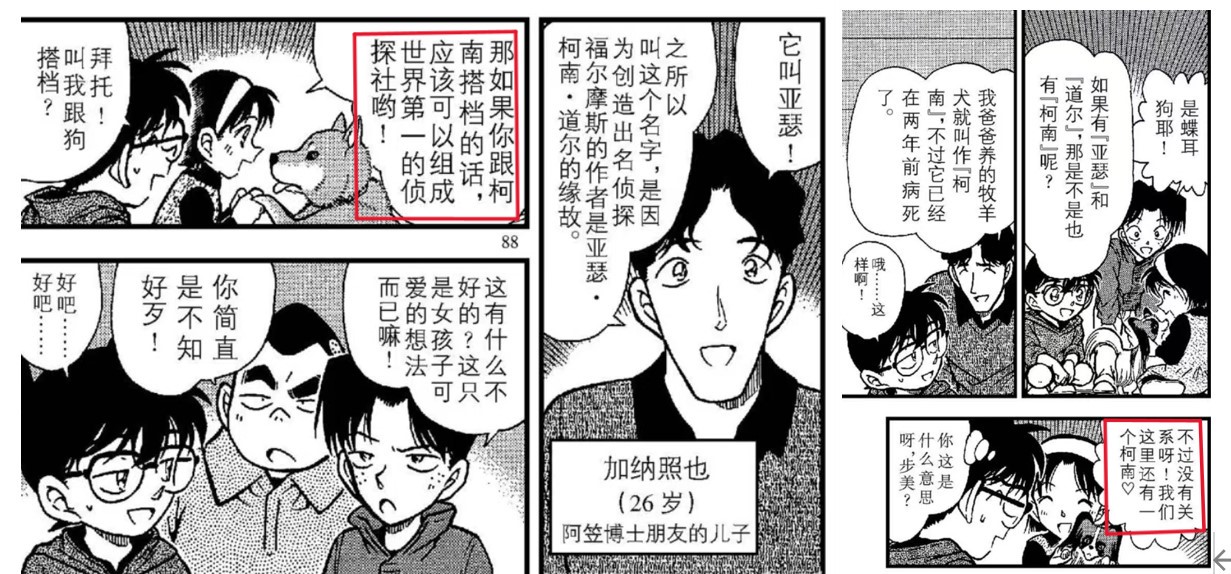 那如果你跟柯
南搭档的话，
应该可以组成
世界第一的侦
探社哟！
拜托！
叫我跟狗
搭档？
88
这有什么不
好的？这只
是女孩子可
爱的想法
而已嘛！
你简直
是不知
好歹！
好吧……
好吧……
它叫亚瑟！
之所以
叫这个名字，是因
为创造出名侦探
福尔摩斯的作者是亚瑟·
柯南·道尔的缘故。
加纳照也
(26岁)
阿笠博士朋友的儿子
是蝶耳
狗耶！
如果有『亚瑟』和
『道尔』，那是不是也
有『柯南』呢？
我爸爸养的牧羊
犬就叫作『柯
南』，不过它已经
在两年前病死
了。
哦……这
样啊！
不过没有关
系呀！我们
这里还有一
个柯南♡
你这是
什么意思
呀，步美？